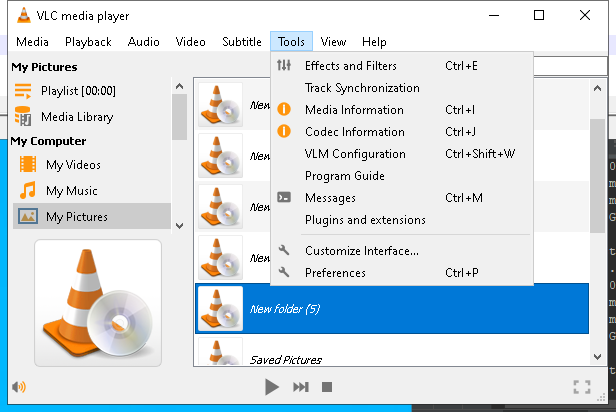 VLC media player
Media Playback Audio Video Subtitle Tools View Help
My Pictures
Playlist [00:00]
Media Library
My Computer
My Videos
My Music
My Pictures
Effects and Filters Ctrl+E
Track Synchronization
Media Information Ctrl+I
Codec Information Ctrl+J
VLM Configuration Ctrl+Shift+W
Program Guide
Messages Ctrl+M
Plugins and extensions
Customize Interface...
Preferences Ctrl+P
New
New
New
New
New folder (5)
Saved Pictures